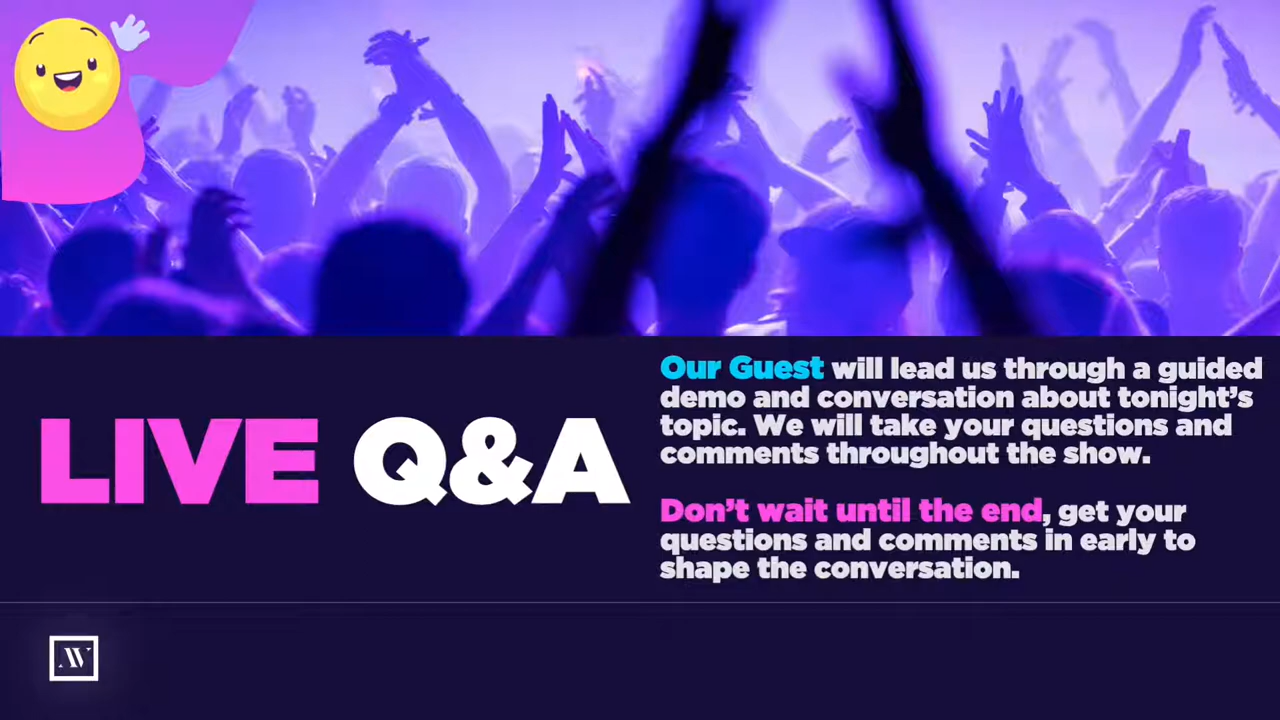 LIVE Q&A
Our Guest will lead us through a guided
demo and conversation about tonight's
topic. We will take your questions and
comments throughout the show.
Don't wait until the end, get your
questions and comments in early to
shape the conversation.